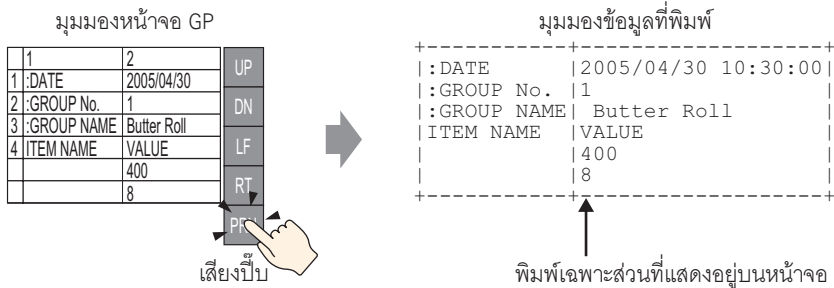 มุมมองหน้าจอ GP
1 2
1 :DATE 2005/04/30
2 :GROUP No. 1
3 :GROUP NAME Butter Roll
4 ITEM NAME VALUE
400
8
UP
DN
LF
RT
เสียงปี๊บ
มุมมองข้อมูลที่พิมพ์
+-----------+-------------------+
|:DATE |2005/04/30 10:30:00|
|:GROUP No. |1 |
|:GROUP NAME| Butter Roll |
|ITEM NAME |VALUE |
| |400 |
| |8 |
+-----------+-------------------+
พิมพ์เฉพาะส่วนที่แสดงอยู่บนหน้าจอ